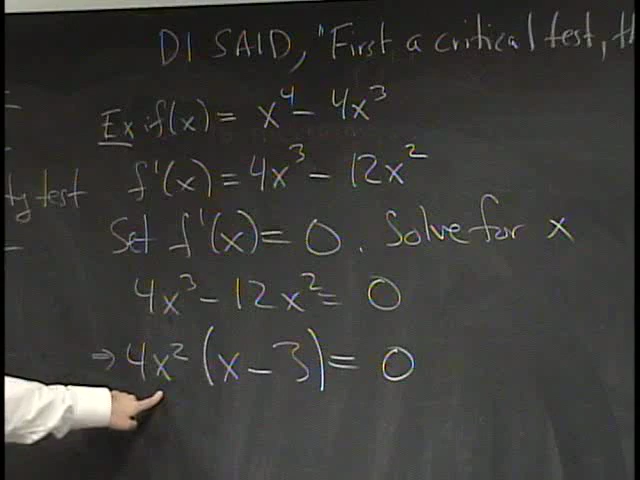 D1 SAID, "First a critical test, th
Ex: f(x) = x⁴ - 4x³
f'(x) = 4x³ - 12x²
ty test
Set f'(x) = 0. Solve for x
4x³ - 12x² = 0
⇒ 4x² (x - 3) = 0